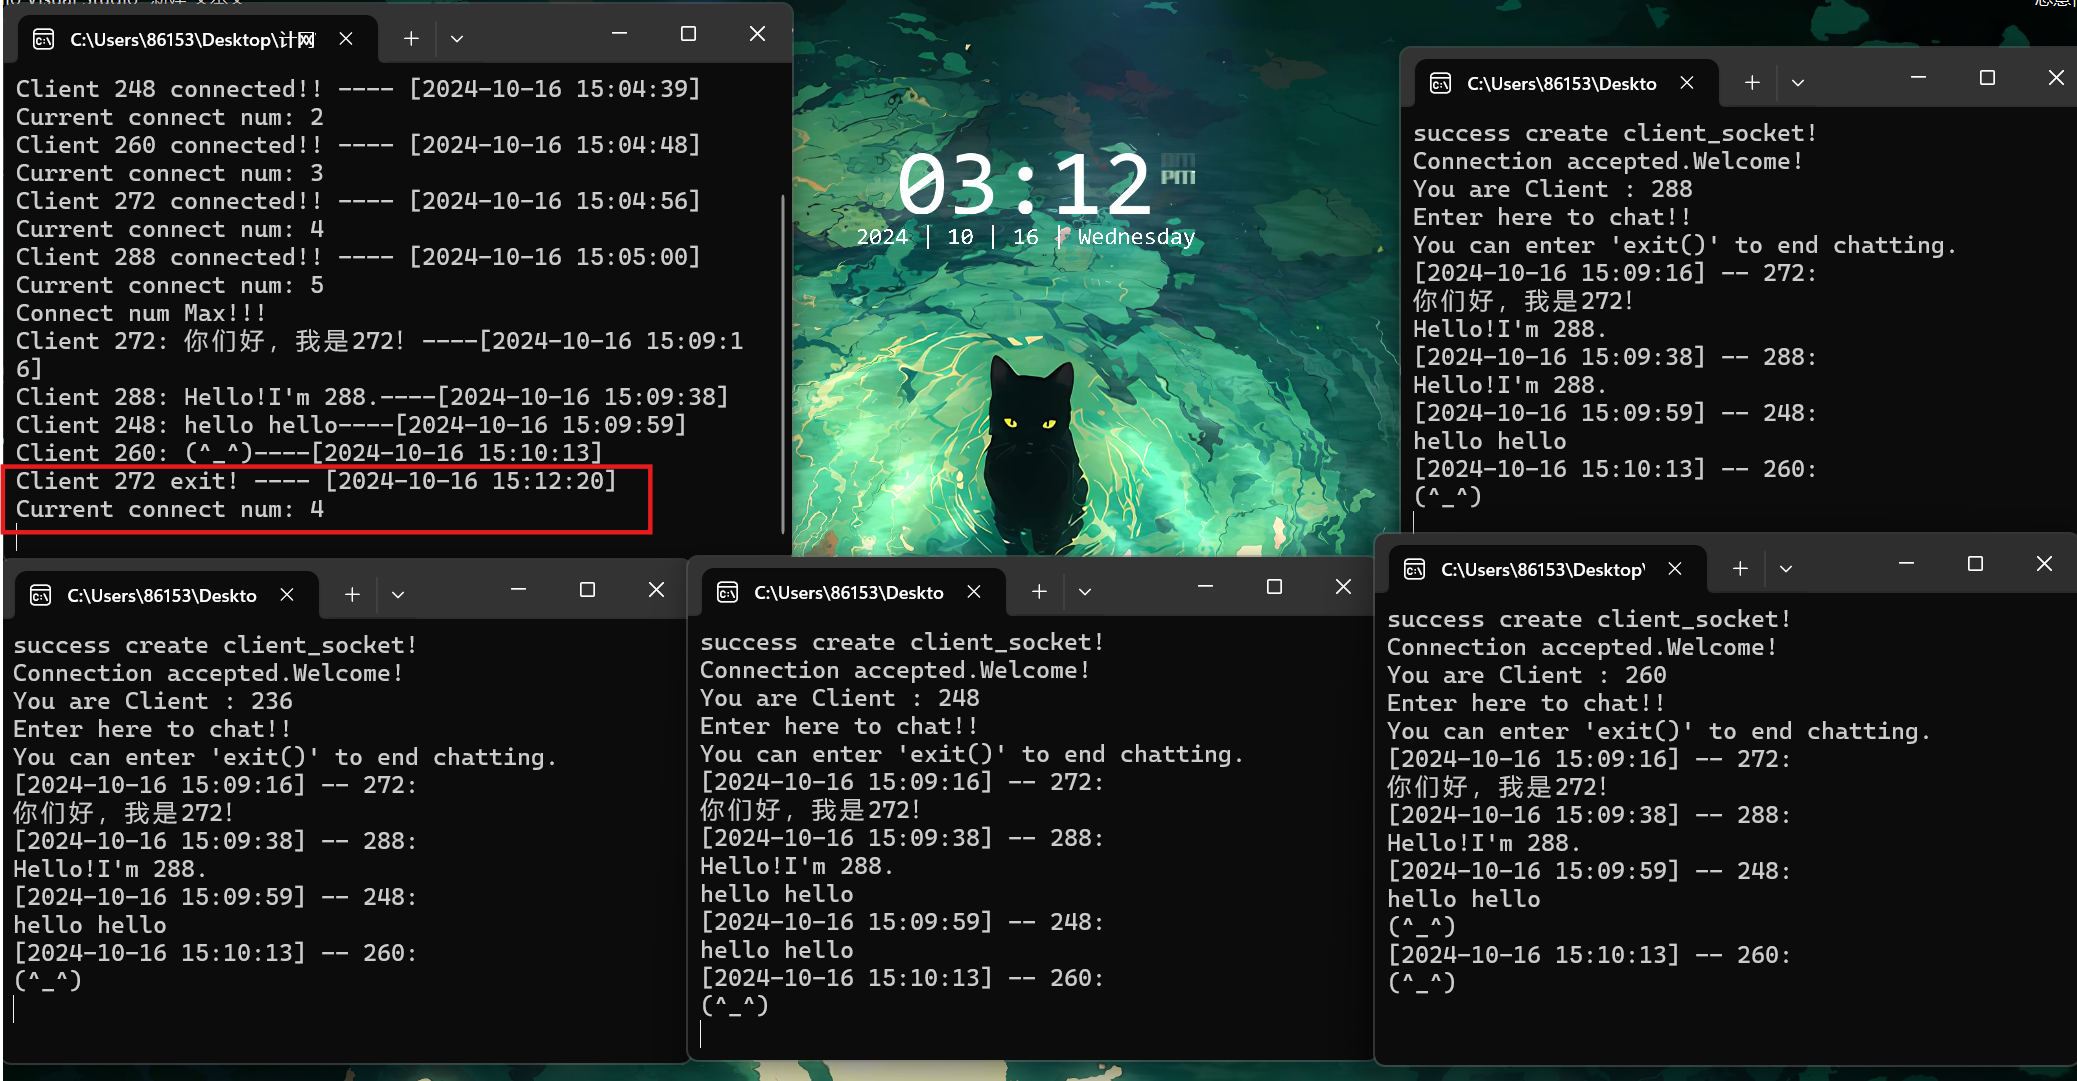 C:\Users\86153\Desktop\计网
Client 248 connected!! ---- [2024-10-16 15:04:39]
Current connect num: 2
Client 260 connected!! ---- [2024-10-16 15:04:48]
Current connect num: 3
Client 272 connected!! ---- [2024-10-16 15:04:56]
Current connect num: 4
Client 288 connected!! ---- [2024-10-16 15:05:00]
Current connect num: 5
Connect num Max!!!
Client 272: 你们好，我是272! ----[2024-10-16 15:09:1
6]
Client 288: Hello!I'm 288.----[2024-10-16 15:09:38]
Client 248: hello hello----[2024-10-16 15:09:59]
Client 260: (^_^)----[2024-10-16 15:10:13]
Client 272 exit! ---- [2024-10-16 15:12:20]
Current connect num: 4
03:12
PM
2024 | 10 | 16 | Wednesday
C:\Users\86153\Deskto
success create client_socket!
Connection accepted.Welcome!
You are Client : 288
Enter here to chat!!
You can enter 'exit()' to end chatting.
[2024-10-16 15:09:16] -- 272:
你们好，我是272!
Hello!I'm 288.
[2024-10-16 15:09:38] -- 288:
Hello!I'm 288.
[2024-10-16 15:09:59] -- 248:
hello hello
[2024-10-16 15:10:13] -- 260:
(^_^)
C:\Users\86153\Deskto
success create client_socket!
Connection accepted.Welcome!
You are Client : 236
Enter here to chat!!
You can enter 'exit()' to end chatting.
[2024-10-16 15:09:16] -- 272:
你们好，我是272!
[2024-10-16 15:09:38] -- 288:
Hello!I'm 288.
[2024-10-16 15:09:59] -- 248:
hello hello
[2024-10-16 15:10:13] -- 260:
(^_^)
C:\Users\86153\Deskto
success create client_socket!
Connection accepted.Welcome!
You are Client : 248
Enter here to chat!!
You can enter 'exit()' to end chatting.
[2024-10-16 15:09:16] -- 272:
你们好，我是272!
[2024-10-16 15:09:38] -- 288:
Hello!I'm 288.
hello hello
[2024-10-16 15:09:59] -- 248:
hello hello
[2024-10-16 15:10:13] -- 260:
(^_^)
C:\Users\86153\Desktop\
success create client_socket!
Connection accepted.Welcome!
You are Client : 260
Enter here to chat!!
You can enter 'exit()' to end chatting.
[2024-10-16 15:09:16] -- 272:
你们好，我是272!
[2024-10-16 15:09:38] -- 288:
Hello!I'm 288.
[2024-10-16 15:09:59] -- 248:
hello hello
(^_^)
[2024-10-16 15:10:13] -- 260:
(^_^)